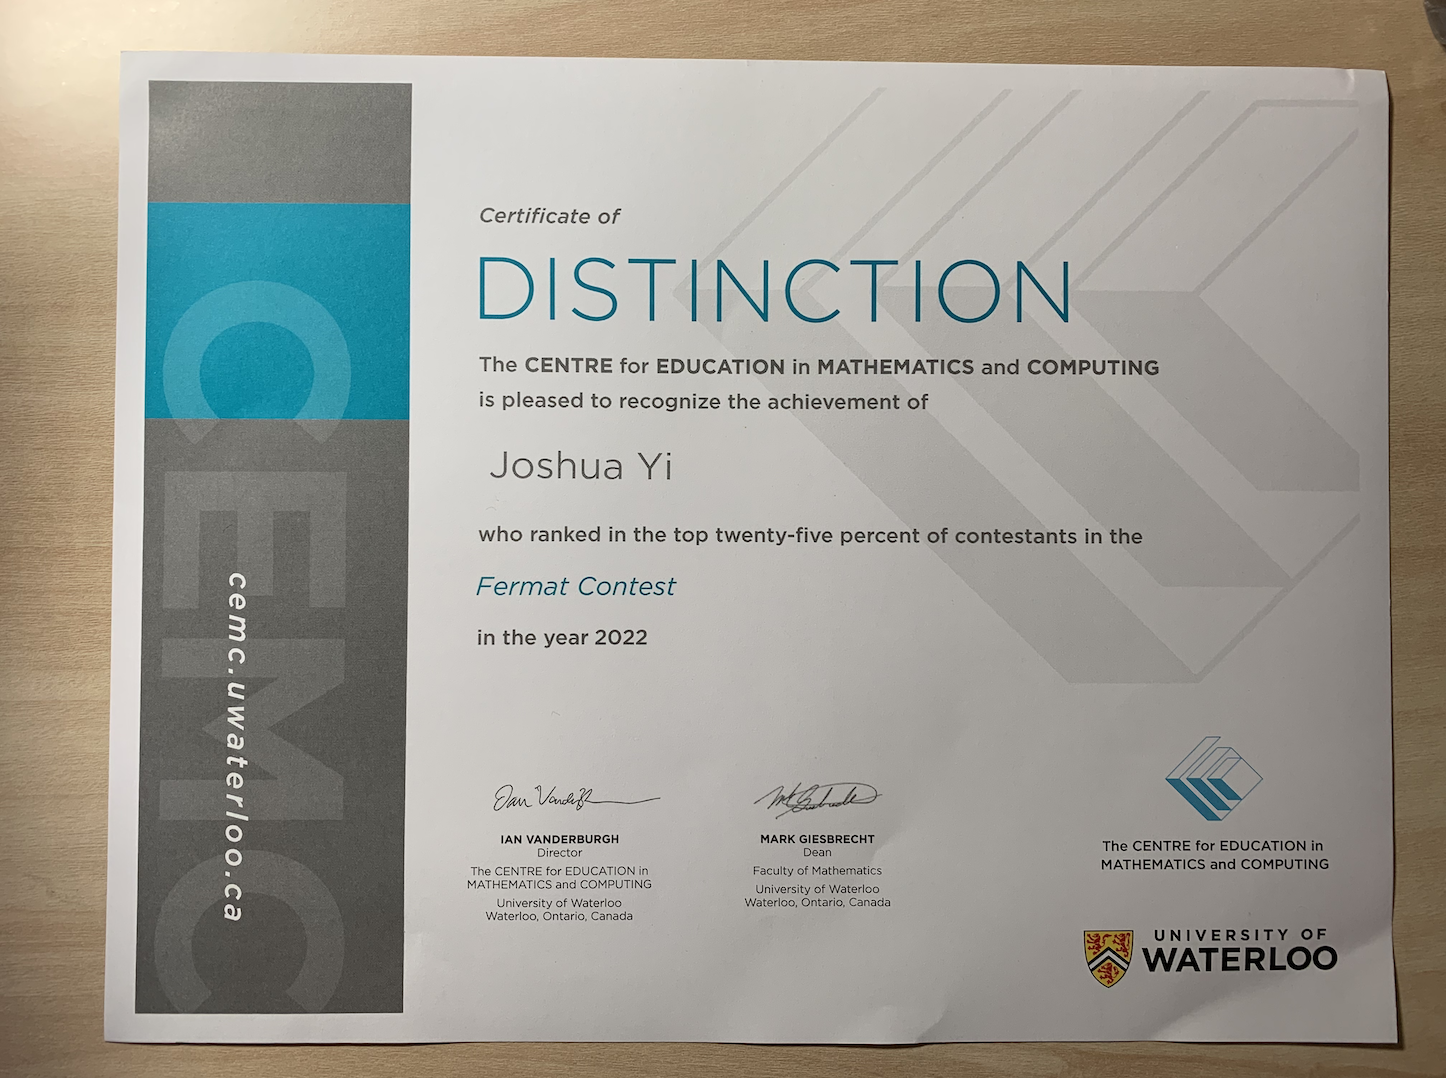 CEMC
cemc.uwaterloo.ca
Certificate of
DISTINCTION
The CENTRE for EDUCATION in MATHEMATICS and COMPUTING
is pleased to recognize the achievement of
Joshua Yi
who ranked in the top twenty-five percent of contestants in the
Fermat Contest
in the year 2022
IAN VANDERBURGH
Director
The CENTRE for EDUCATION in
MATHEMATICS and COMPUTING
University of Waterloo
Waterloo, Ontario, Canada
MARK GIESBRECHT
Dean
Faculty of Mathematics
University of Waterloo
Waterloo, Ontario, Canada
The CENTRE for EDUCATION in
MATHEMATICS and COMPUTING
UNIVERSITY OF
WATERLOO